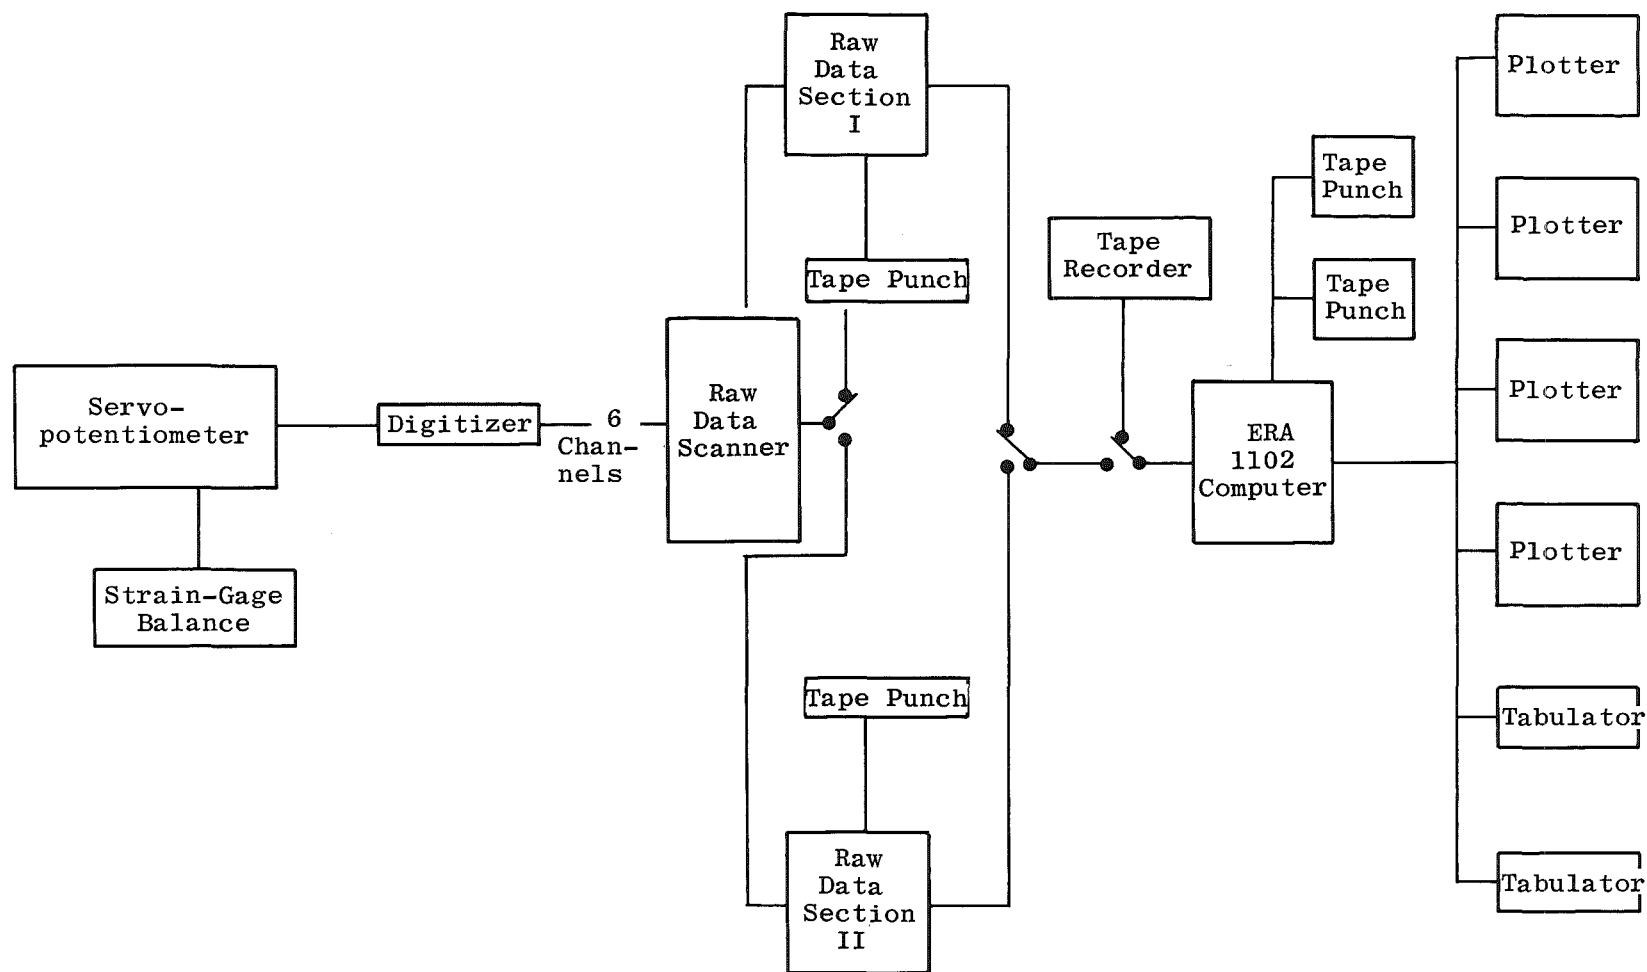 Servo-
potentiometer
Strain-Gage
Balance
Digitizer
6
Chan-
nels
Raw
Data
Scanner
Raw
Data
Section
I
Tape Punch
Tape Punch
Raw
Data
Section
II
Tape
Recorder
ERA
1102
Computer
Tape
Punch
Tape
Punch
Plotter
Plotter
Plotter
Plotter
Tabulator
Tabulator